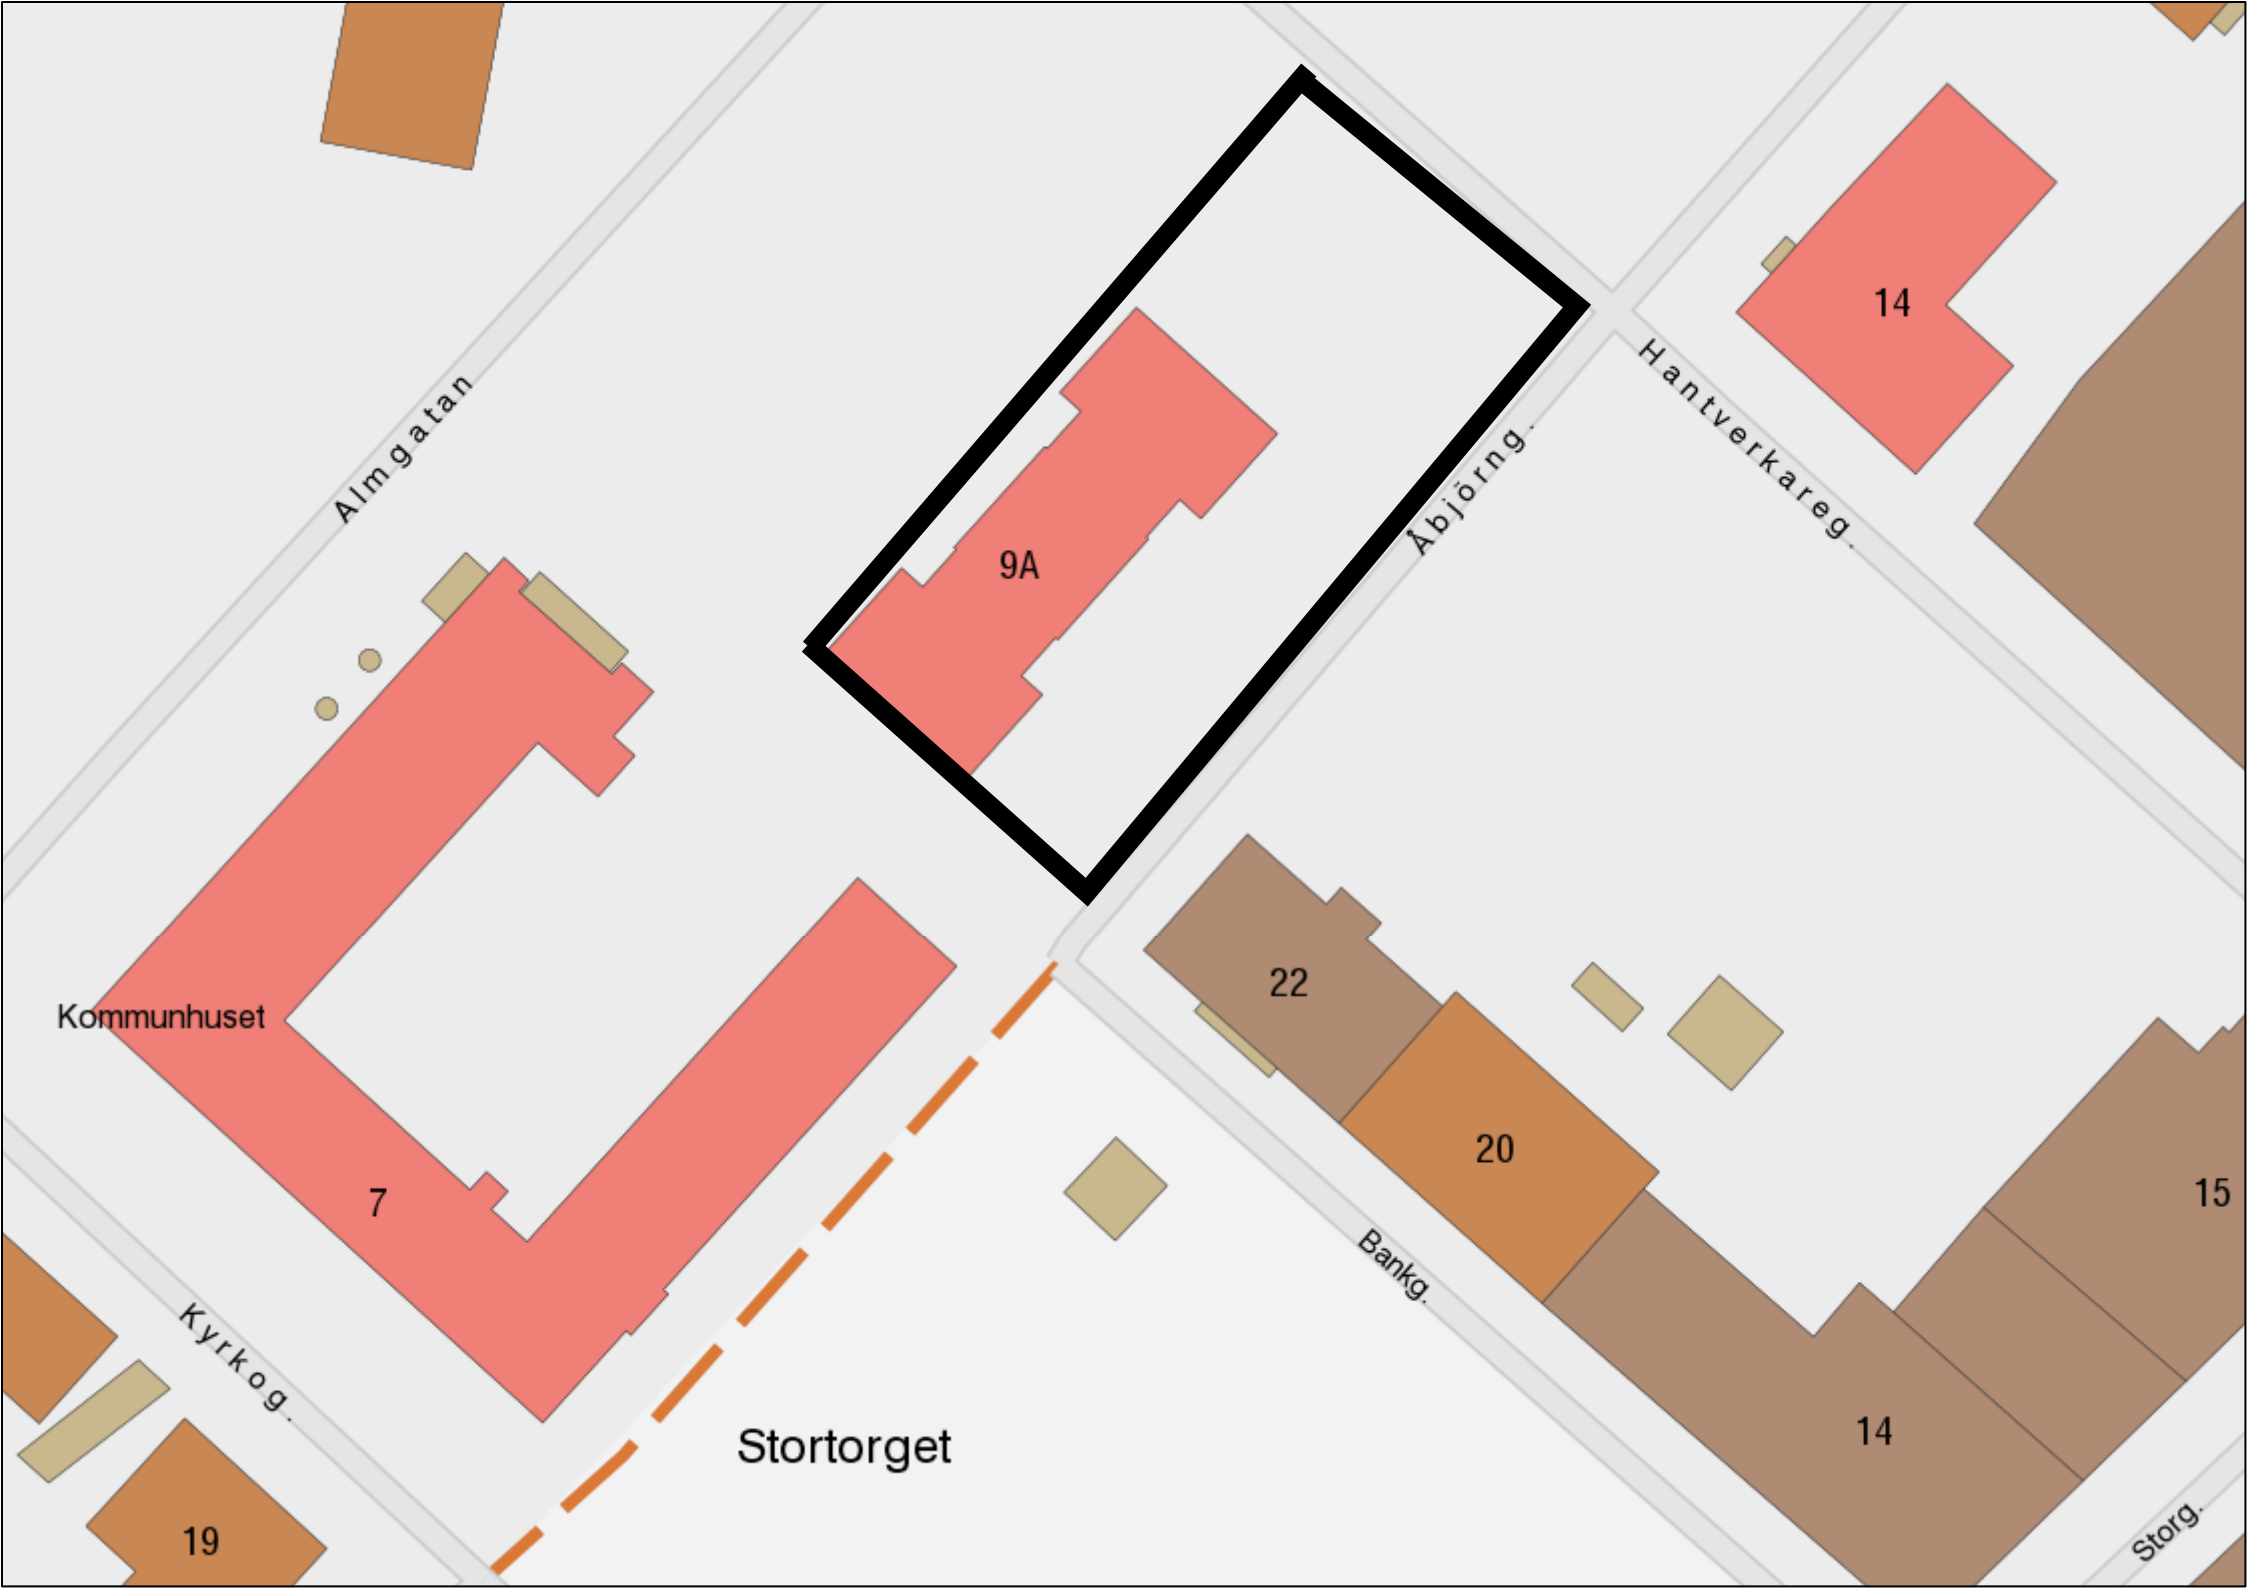 14
Hantverkareg.
Almgatan
Åbjörng.
9A
22
Kommunhuset
20
7
15
Bankg.
Kyrkog.
Stortorget
14
19
Storg.